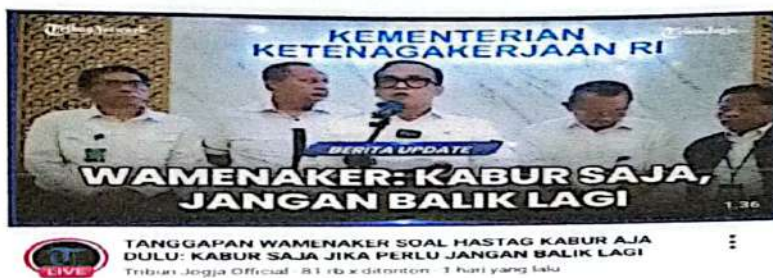 Tribun Network
KEMENTERIAN
KETENAGAKERJAAN RI
BERITA UPDATE
WAMENAKER: KABUR SAJA,
JANGAN BALIK LAGI
1.36
LIVE
TANGGAPAN WAMENAKER SOAL HASTAG KABUR AJA
DULU: KABUR SAJA JIKA PERLU JANGAN BALIK LAGI
Tribun Jogja Official 81 rb x ditonton 1 hari yang lalu